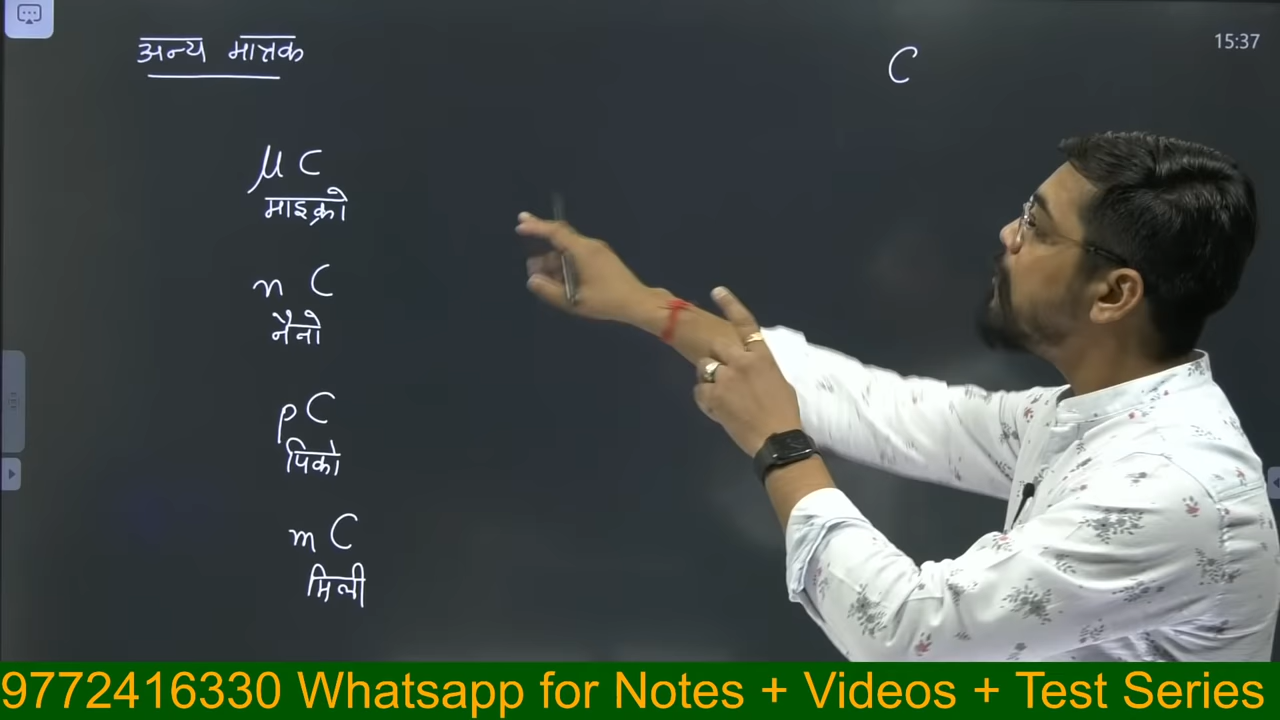 अन्य मात्रक
C
15:37
μC
माइक्रो
nC
नैनो
pC
पिको
mC
मिली
9772416330 Whatsapp for Notes + Videos + Test Series